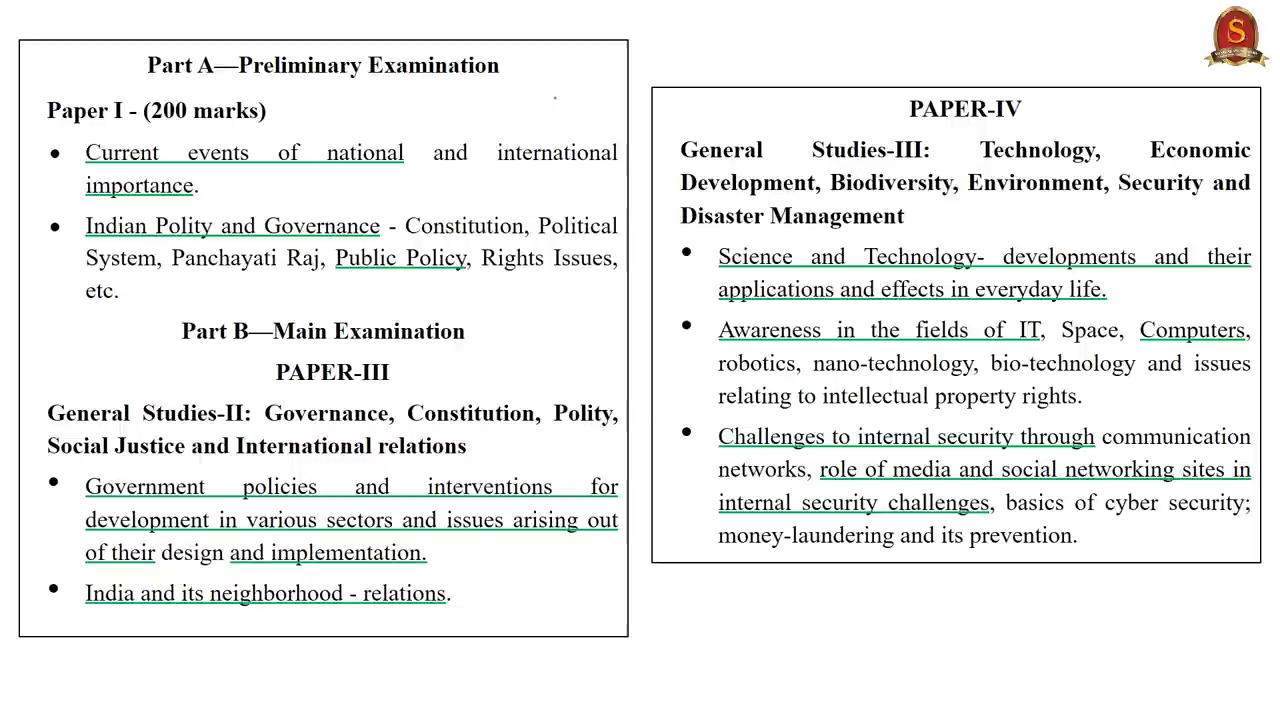 Part A—Preliminary Examination
Paper I - (200 marks)
● Current events of national and international
importance.
● Indian Polity and Governance - Constitution, Political
System, Panchayati Raj, Public Policy, Rights Issues,
etc.
Part B—Main Examination
PAPER-III
General Studies-II: Governance, Constitution, Polity,
Social Justice and International relations
• Government policies and interventions for
development in various sectors and issues arising out
of their design and implementation.
• India and its neighborhood - relations.
S
PAPER-IV
General Studies-III: Technology, Economic
Development, Biodiversity, Environment, Security and
Disaster Management
• Science and Technology- developments and their
applications and effects in everyday life.
• Awareness in the fields of IT, Space, Computers,
robotics, nano-technology, bio-technology and issues
relating to intellectual property rights.
• Challenges to internal security through communication
networks, role of media and social networking sites in
internal security challenges, basics of cyber security;
money-laundering and its prevention.